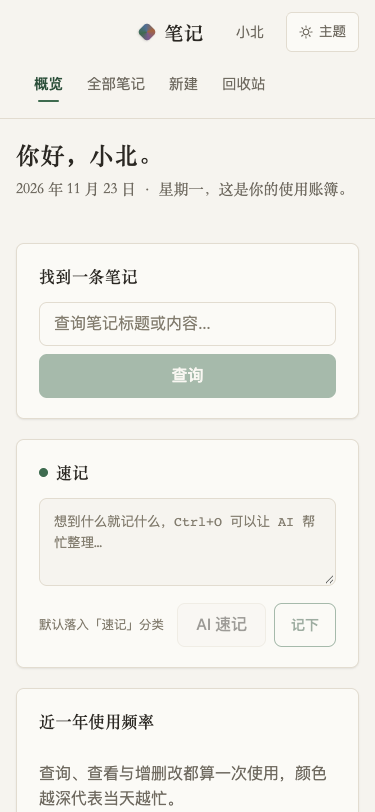 笔记 小北 主题
概览 全部笔记 新建 回收站
你好，小北。
2026 年 11 月 23 日 · 星期一，这是你的使用账簿。
找到一条笔记
查询笔记标题或内容...
查询
速记
想到什么就记什么，Ctrl+O 可以让 AI 帮
忙整理…
默认落入「速记」分类 AI 速记 记下
近一年使用频率
查询、查看与增删改都算一次使用，颜色
越深代表当天越忙。